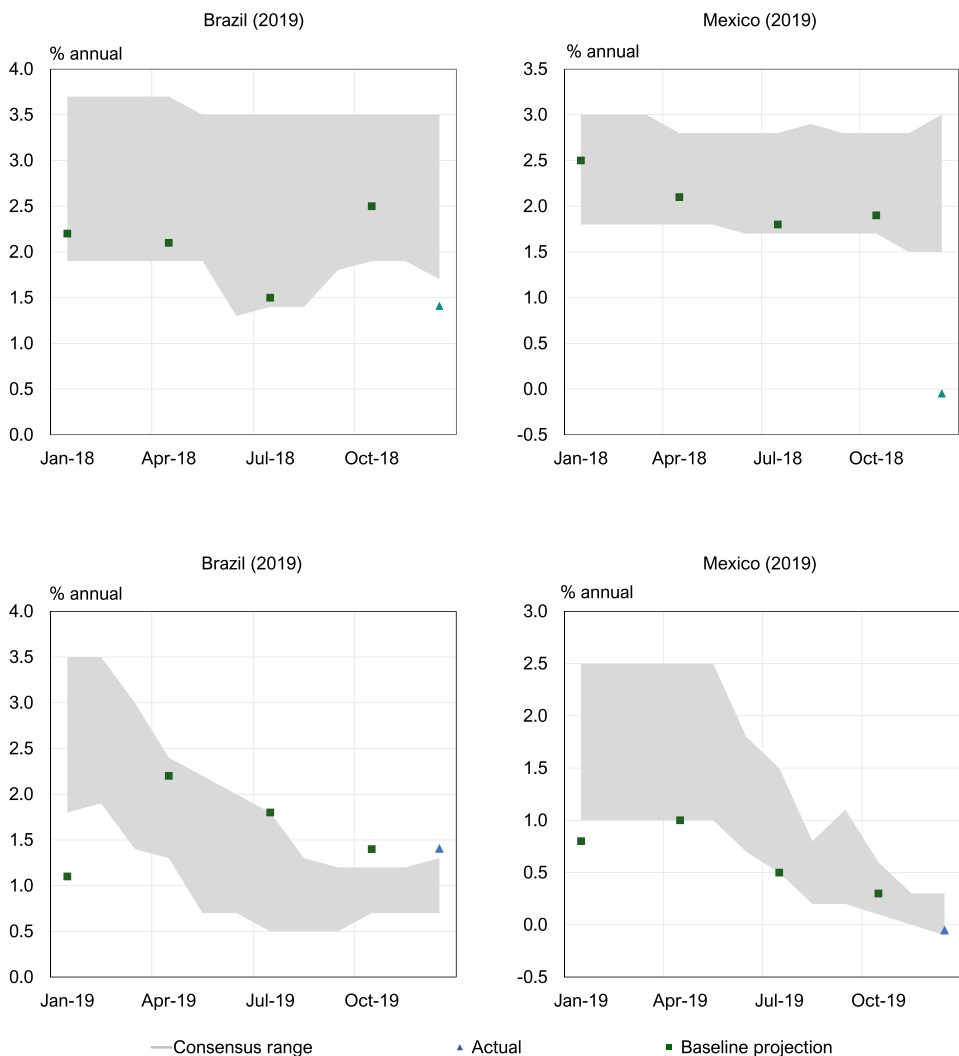 Brazil (2019)
% annual
4.0
3.5
3.0
2.5
2.0
1.5
1.0
0.5
0.0
Jan-18 Apr-18 Jul-18 Oct-18
Mexico (2019)
% annual
3.5
3.0
2.5
2.0
1.5
1.0
0.5
0.0
-0.5
Jan-18 Apr-18 Jul-18 Oct-18
Brazil (2019)
% annual
4.0
3.5
3.0
2.5
2.0
1.5
1.0
0.5
0.0
Jan-19 Apr-19 Jul-19 Oct-19
Mexico (2019)
% annual
3.0
2.5
2.0
1.5
1.0
0.5
0.0
-0.5
Jan-19 Apr-19 Jul-19 Oct-19
Consensus range Actual Baseline projection